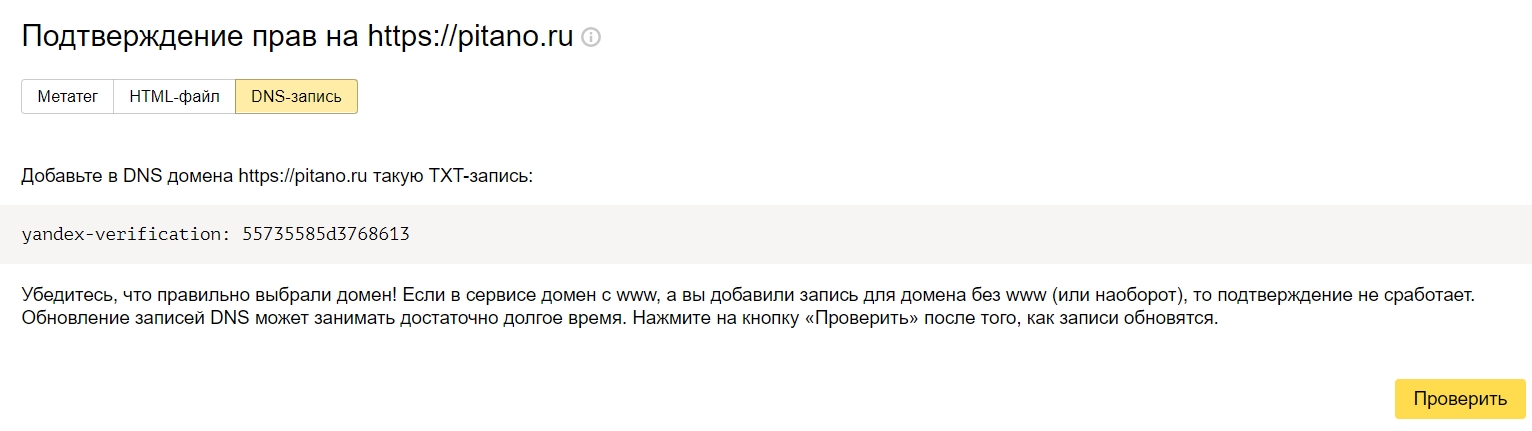 Подтверждение прав на https://pitano.ru
Метатег HTML-файл DNS-запись
Добавьте в DNS домена https://pitano.ru такую TXT-запись:
yandex-verification: 55735585d3768613
Убедитесь, что правильно выбрали домен! Если в сервисе домен с www, а вы добавили запись для домена без www (или наоборот), то подтверждение не сработает.
Обновление записей DNS может занимать достаточно долгое время. Нажмите на кнопку «Проверить» после того, как записи обновятся.
Проверить